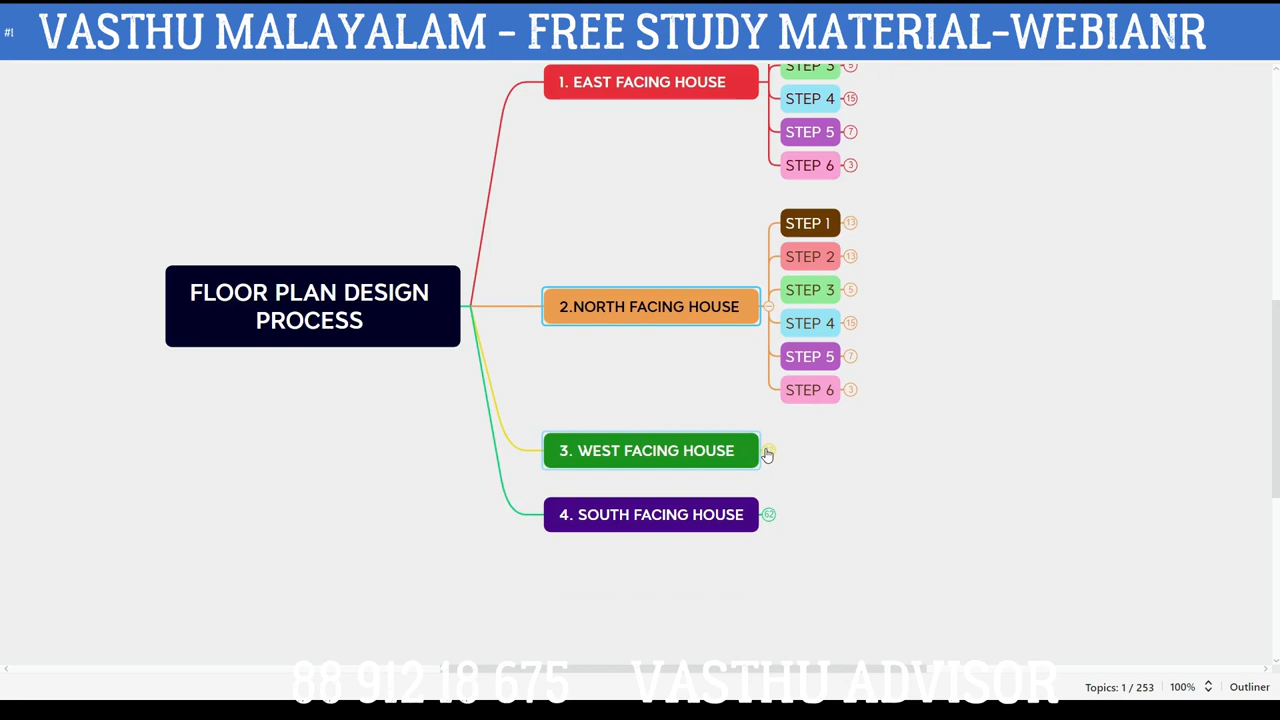 #!
VASTHU MALAYALAM - FREE STUDY MATERIAL-WEBIANR
STEP 3 5
1. EAST FACING HOUSE
STEP 4 15
STEP 5 7
STEP 6 3
STEP 1 13
STEP 2 13
FLOOR PLAN DESIGN
PROCESS
STEP 3 5
2.NORTH FACING HOUSE
STEP 4 15
STEP 5 7
STEP 6 3
3. WEST FACING HOUSE
4. SOUTH FACING HOUSE 62
88 912 18 675 VASTHU ADVISOR
Topics: 1 / 253 100% Outliner